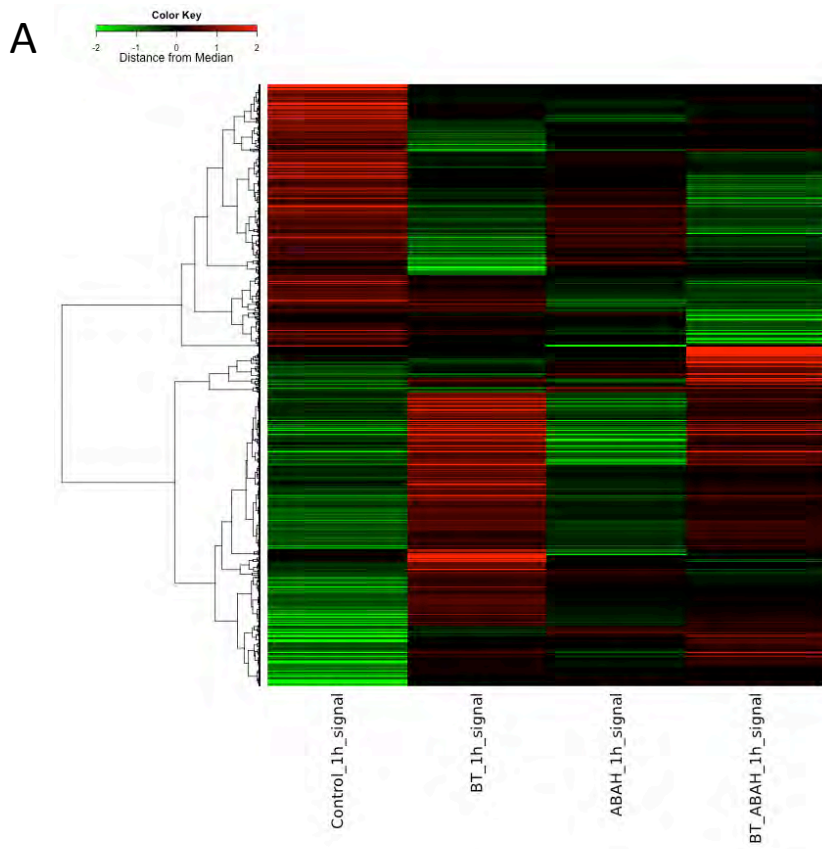 A
Color Key
-2 -1 0 1 2
Distance from Median
Control_1h_signal
BT_1h_signal
ABAH_1h_signal
BT_ABAH_1h_signal